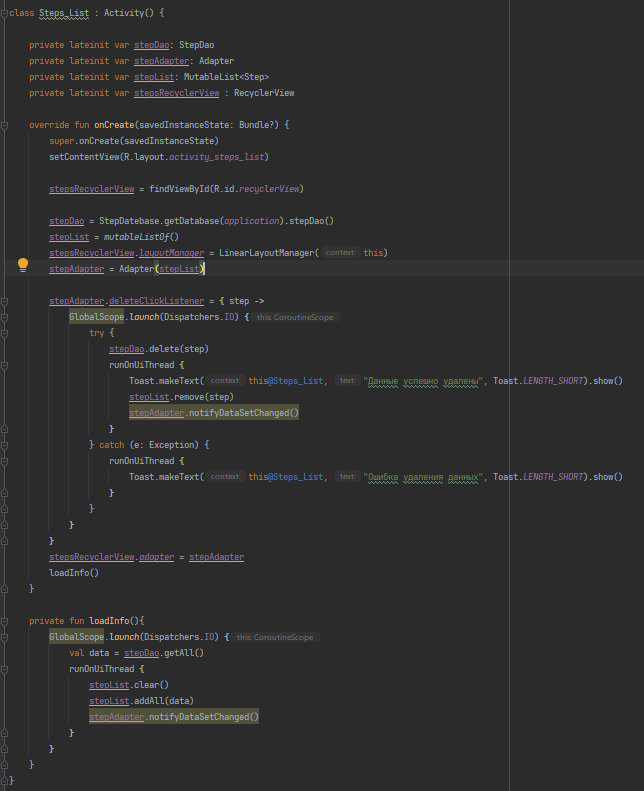 class Steps_List : Activity() {
private lateinit var stepDao: StepDao
private lateinit var stepAdapter: Adapter
private lateinit var stepList: MutableList<Step>
private lateinit var stepsRecyclerView : RecyclerView
override fun onCreate(savedInstanceState: Bundle?) {
super.onCreate(savedInstanceState)
setContentView(R.layout.activity_steps_list)
stepsRecyclerView = findViewById(R.id.recyclerView)
stepDao = StepDatebase.getDatabase(application).stepDao()
stepList = mutableListOf()
stepsRecyclerView.layoutManager = LinearLayoutManager( context: this)
stepAdapter = Adapter(stepList)
stepAdapter.deleteClickListener = { step ->
GlobalScope.launch(Dispatchers.IO) { this: CoroutineScope
try {
stepDao.delete(step)
runOnUiThread {
Toast.makeText( context: this@Steps_List, text: "Данные успешно удалены", Toast.LENGTH_SHORT).show()
stepList.remove(step)
stepAdapter.notifyDataSetChanged()
}
} catch (e: Exception) {
runOnUiThread {
Toast.makeText( context: this@Steps_List, text: "Ошибка удаления данных", Toast.LENGTH_SHORT).show()
}
}
}
}
stepsRecyclerView.adapter = stepAdapter
loadInfo()
}
private fun loadInfo(){
GlobalScope.launch(Dispatchers.IO) { this: CoroutineScope
val data = stepDao.getAll()
runOnUiThread {
stepList.clear()
stepList.addAll(data)
stepAdapter.notifyDataSetChanged()
}
}
}
}